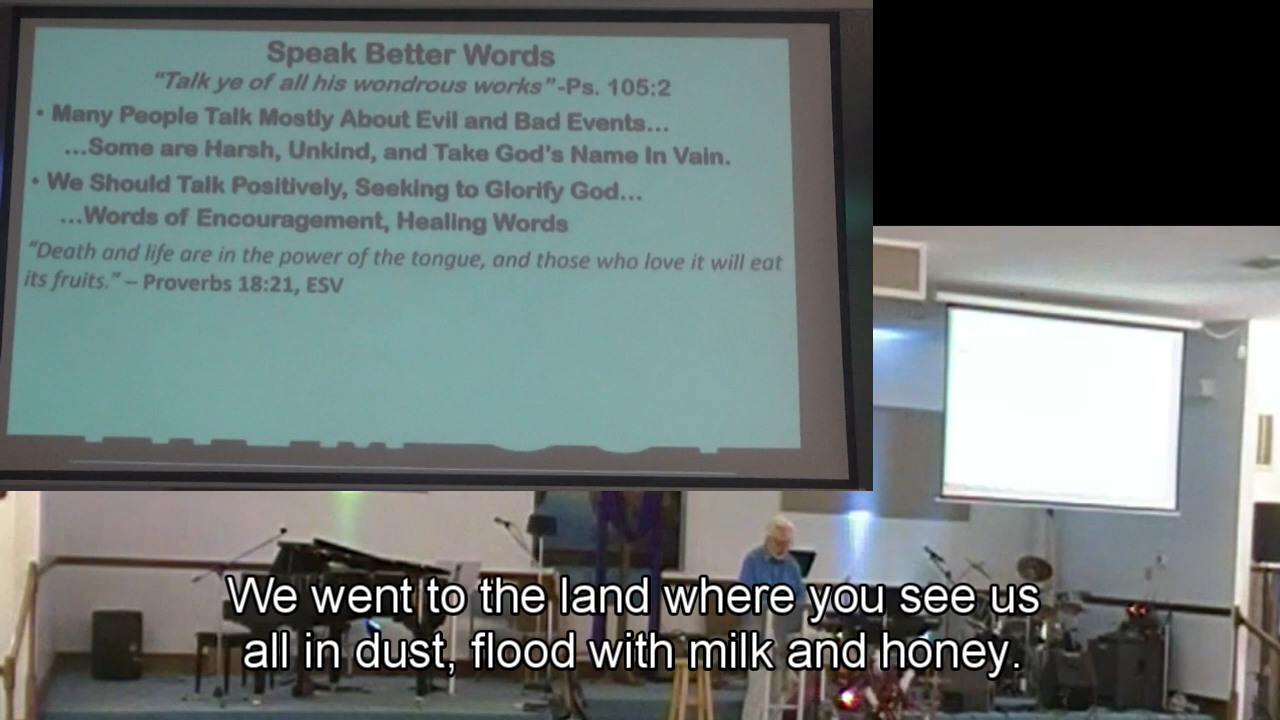 Speak Better Words
“Talk ye of all his wondrous works”-Ps. 105:2
• Many People Talk Mostly About Evil and Bad Events...
...Some are Harsh, Unkind, and Take God's Name In Vain.
• We Should Talk Positively, Seeking to Glorify God...
...Words of Encouragement, Healing Words
“Death and life are in the power of the tongue, and those who love it will eat
its fruits.” – Proverbs 18:21, ESV
We went to the land where you see us
all in dust, flood with milk and honey.